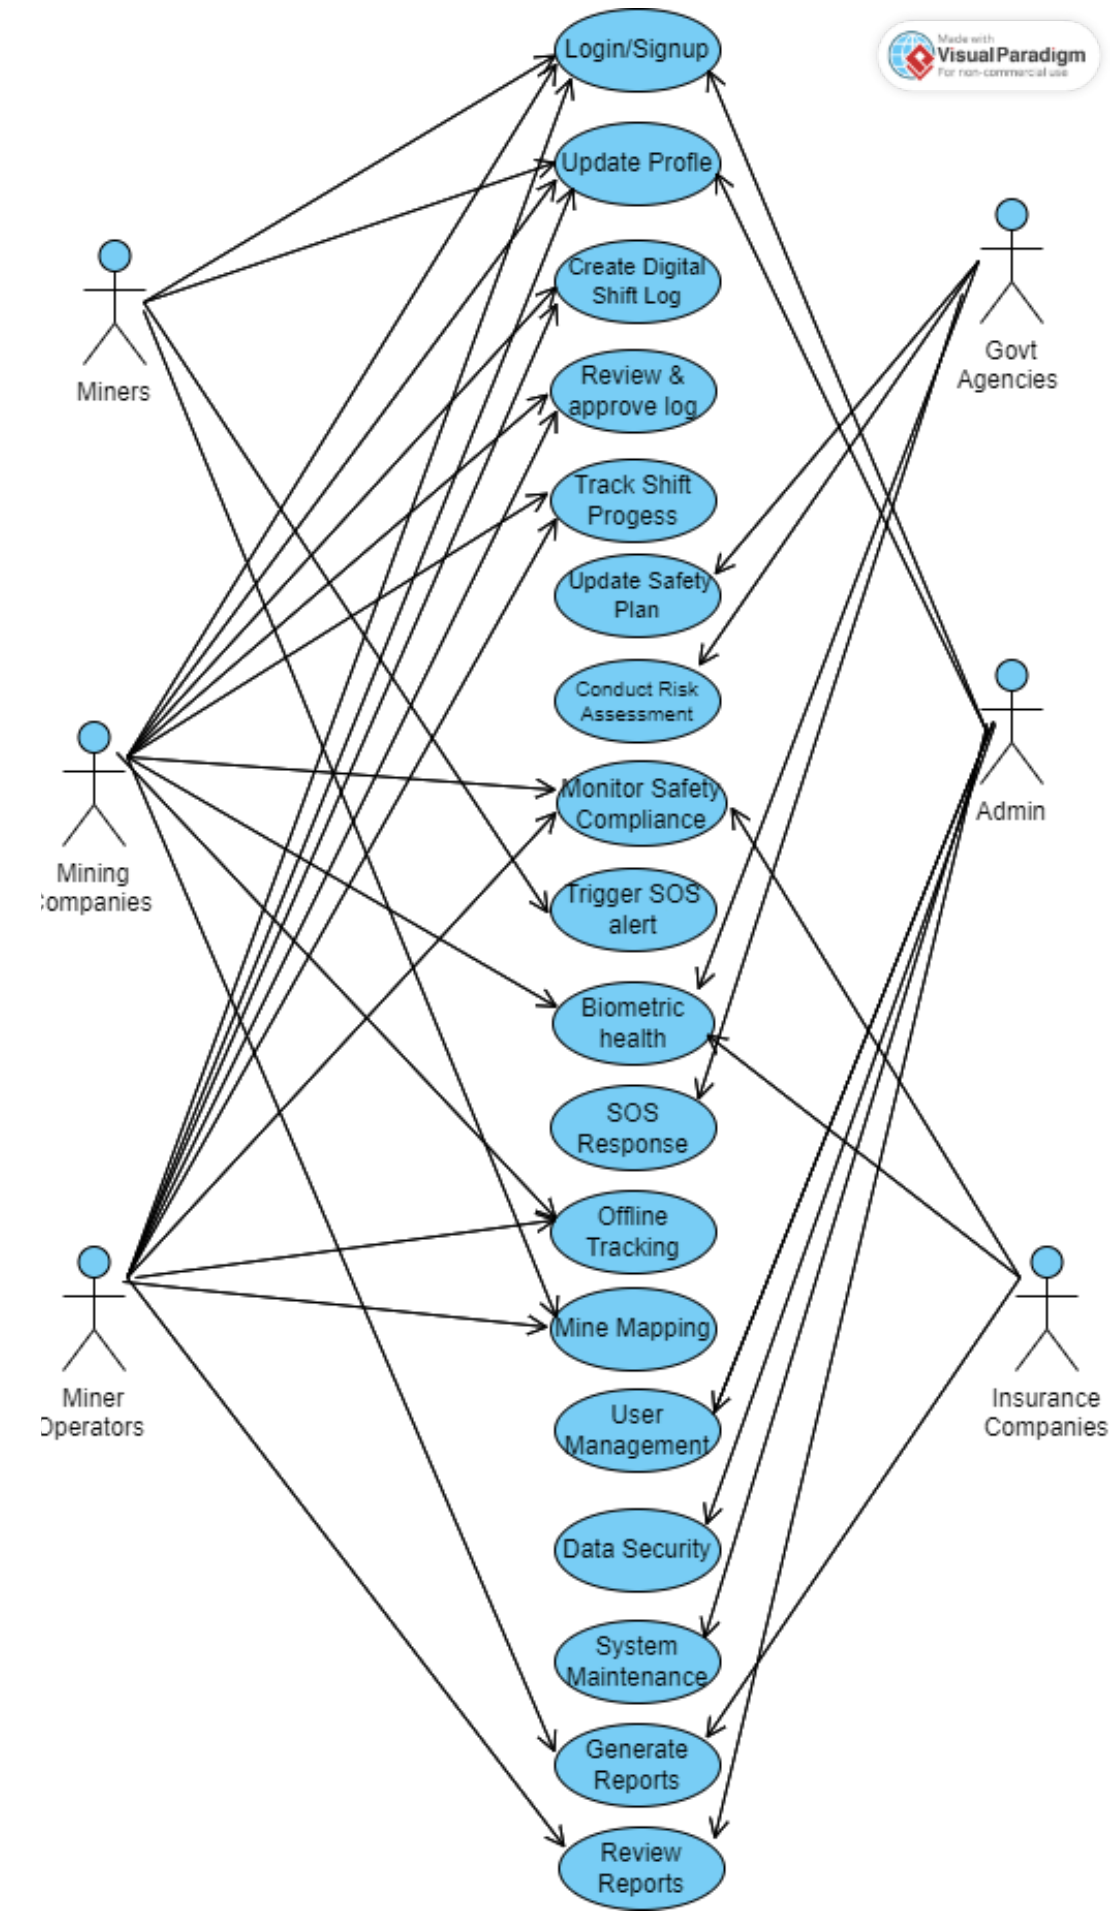 Made with
VisualParadigm
For non-commercial use
Login/Signup
Update Profle
Create Digital
Shift Log
Review &
approve log
Track Shift
Progess
Update Safety
Plan
Conduct Risk
Assessment
Monitor Safety
Compliance
Trigger SOS
alert
Biometric
health
SOS
Response
Offline
Tracking
Mine Mapping
User
Management
Data Security
System
Maintenance
Generate
Reports
Review
Reports
Miners
Mining
Companies
Miner
Operators
Govt
Agencies
Admin
Insurance
Companies